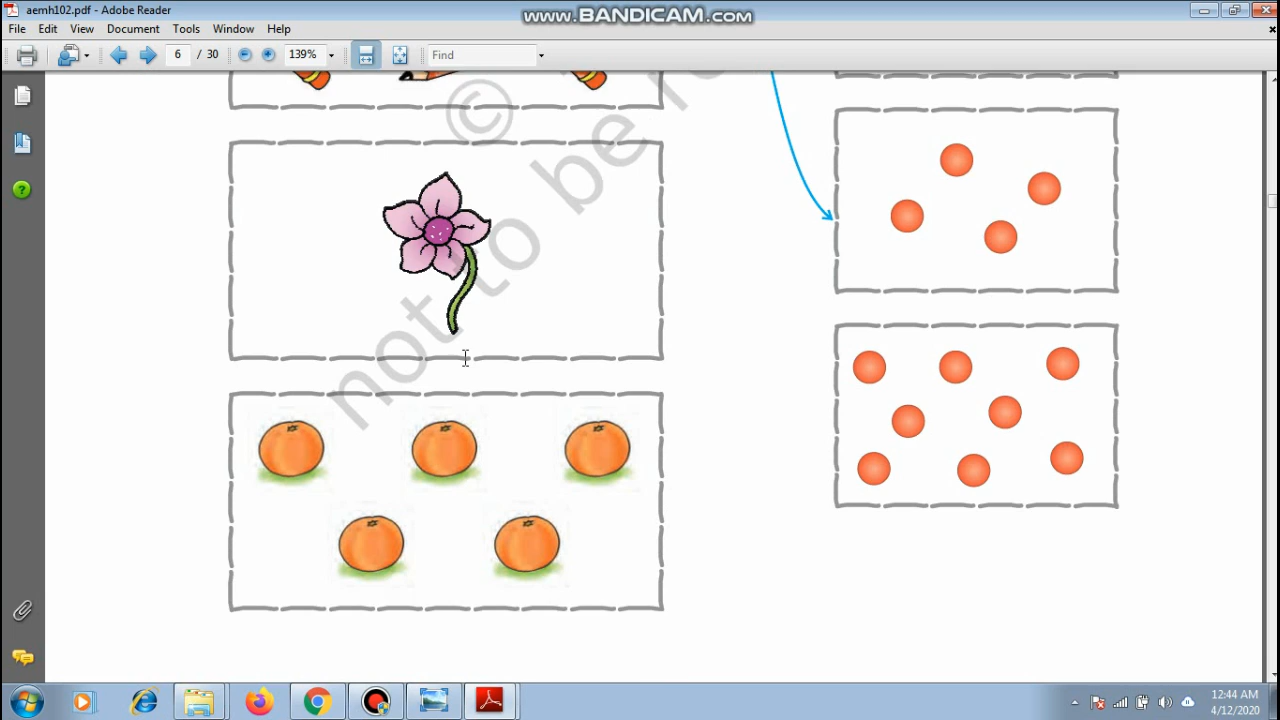 aemh102.pdf - Adobe Reader
www.BANDICAM.com
File Edit View Document Tools Window Help
6 / 30 139% Find
© not to be r
12:44 AM
4/12/2020